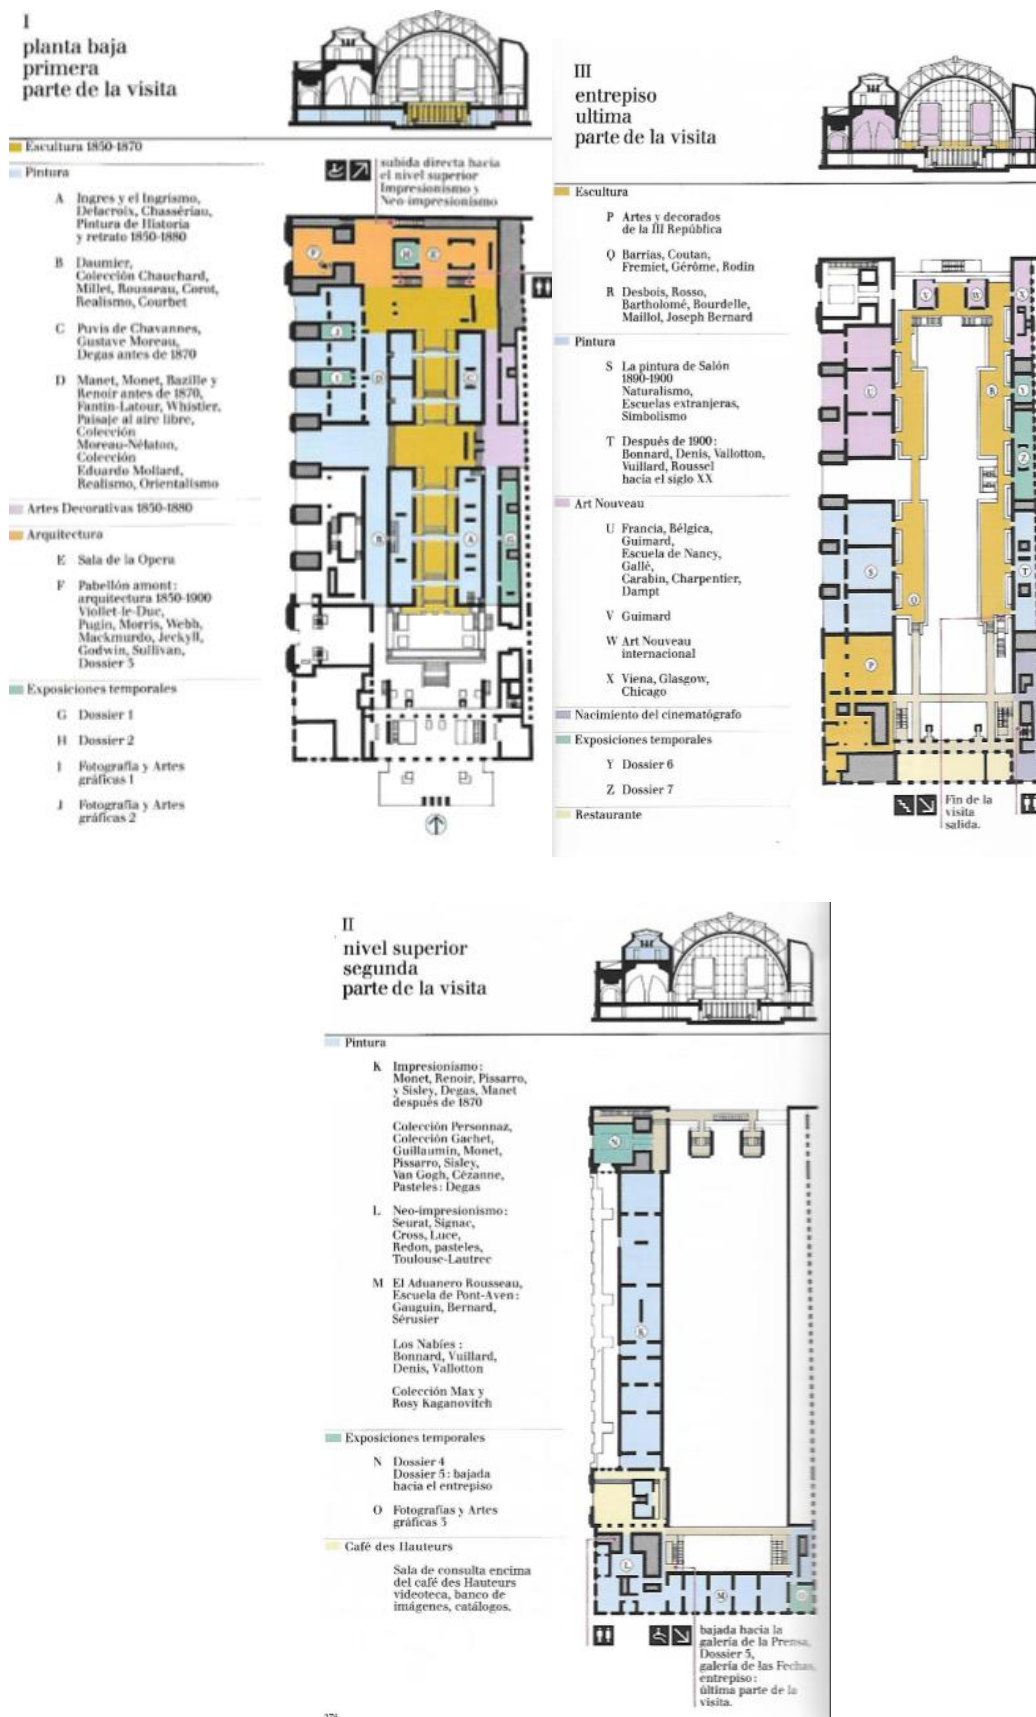 I
planta baja
primera
parte de la visita
Escultura 1850-1870
Pintura
A Ingres y el Ingrismo,
Delacroix, Chassériau,
Pintura de Historia
y retrato 1850-1880
B Daumier,
Colección Chauchard,
Millet, Rousseau, Corot,
Realismo, Courbet
C Puvis de Chavannes,
Gustave Moreau,
Degas antes de 1870
D Manet, Monet, Bazille y
Renoir antes de 1870,
Fantin-Latour, Whistler,
Paisaje al aire libre,
Colección
Moreau-Nélaton,
Colección
Eduardo Mollard,
Realismo, Orientalismo
Artes Decorativas 1850-1880
Arquitectura
E Sala de la Opera
F Pabellón amont:
arquitectura 1850-1900
Viollet-le-Duc,
Pugin, Morris, Webb,
Mackmurdo, Jeckyll,
Godwin, Sullivan,
Dossier 3
Exposiciones temporales
G Dossier 1
H Dossier 2
I Fotografía y Artes
gráficas 1
J Fotografía y Artes
gráficas 2
subida directa hacia
el nivel superior
Impresionismo y
Neo-impresionismo
F
H
E
J
I
D
C
B
A
G
III
entrepiso
ultima
parte de la visita
Escultura
P Artes y decorados
de la III República
Q Barrias, Coutan,
Fremiet, Gérôme, Rodin
R Desbois, Rosso,
Bartholomé, Bourdelle,
Maillol, Joseph Bernard
Pintura
S La pintura de Salón
1890-1900
Naturalismo,
Escuelas extranjeras,
Simbolismo
T Después de 1900:
Bonnard, Denis, Vallotton,
Vuillard, Roussel
hacia el siglo XX
Art Nouveau
U Francia, Bélgica,
Guimard,
Escuela de Nancy,
Gallé,
Carabin, Charpentier,
Dampt
V Guimard
W Art Nouveau
internacional
X Viena, Glasgow,
Chicago
Nacimiento del cinematógrafo
Exposiciones temporales
Y Dossier 6
Z Dossier 7
Restaurante
V
W
X
U
R
Y
Z
S
T
Q
P
Fin de la
visita
salida.
II
nivel superior
segunda
parte de la visita
Pintura
K Impresionismo:
Monet, Renoir, Pissarro,
y Sisley, Degas, Manet
después de 1870
Colección Personnaz,
Colección Gachet,
Guillaumin, Monet,
Pissarro, Sisley,
Van Gogh, Cézanne,
Pasteles: Degas
L Neo-impresionismo:
Seurat, Signac,
Cross, Luce,
Redon, pasteles,
Toulouse-Lautrec
M El Aduanero Rousseau,
Escuela de Pont-Aven:
Gauguin, Bernard,
Sérusier
Los Nabíes :
Bonnard, Vuillard,
Denis, Vallotton
Colección Max y
Rosy Kaganovitch
Exposiciones temporales
N Dossier 4
Dossier 5: bajada
hacia el entrepiso
O Fotografías y Artes
gráficas 3
Café des Hauteurs
Sala de consulta encima
del café des Hauteurs
videoteca, banco de
imágenes, catálogos.
N
K
L
M
O
bajada hacia la
galería de la Prensa,
Dossier 5,
galería de las Fechas,
entrepiso:
última parte de la
visita.